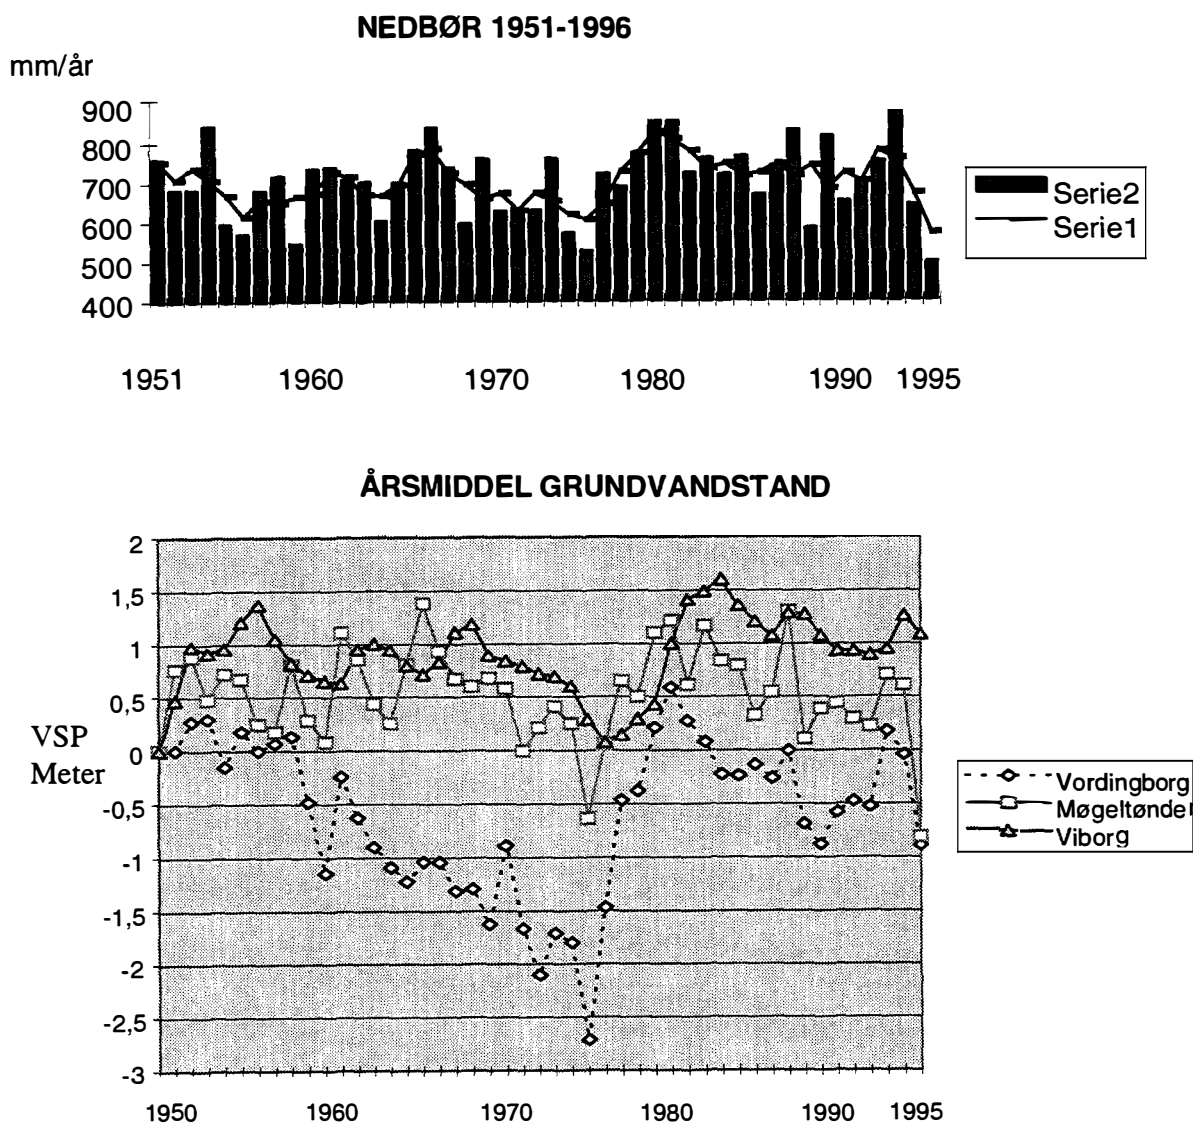 NEDBØR 1951-1996
mm/år
900
800
700
600
500
400
1951 1960 1970 1980 1990 1995
Serie2
Serie1
ÅRSMIDDEL GRUNDVANDSTAND
2
1,5
1
0,5
0
-0,5
-1
-1,5
-2
-2,5
-3
VSP
Meter
1950 1960 1970 1980 1990 1995
Vordingborg
Møgeltønder
Viborg